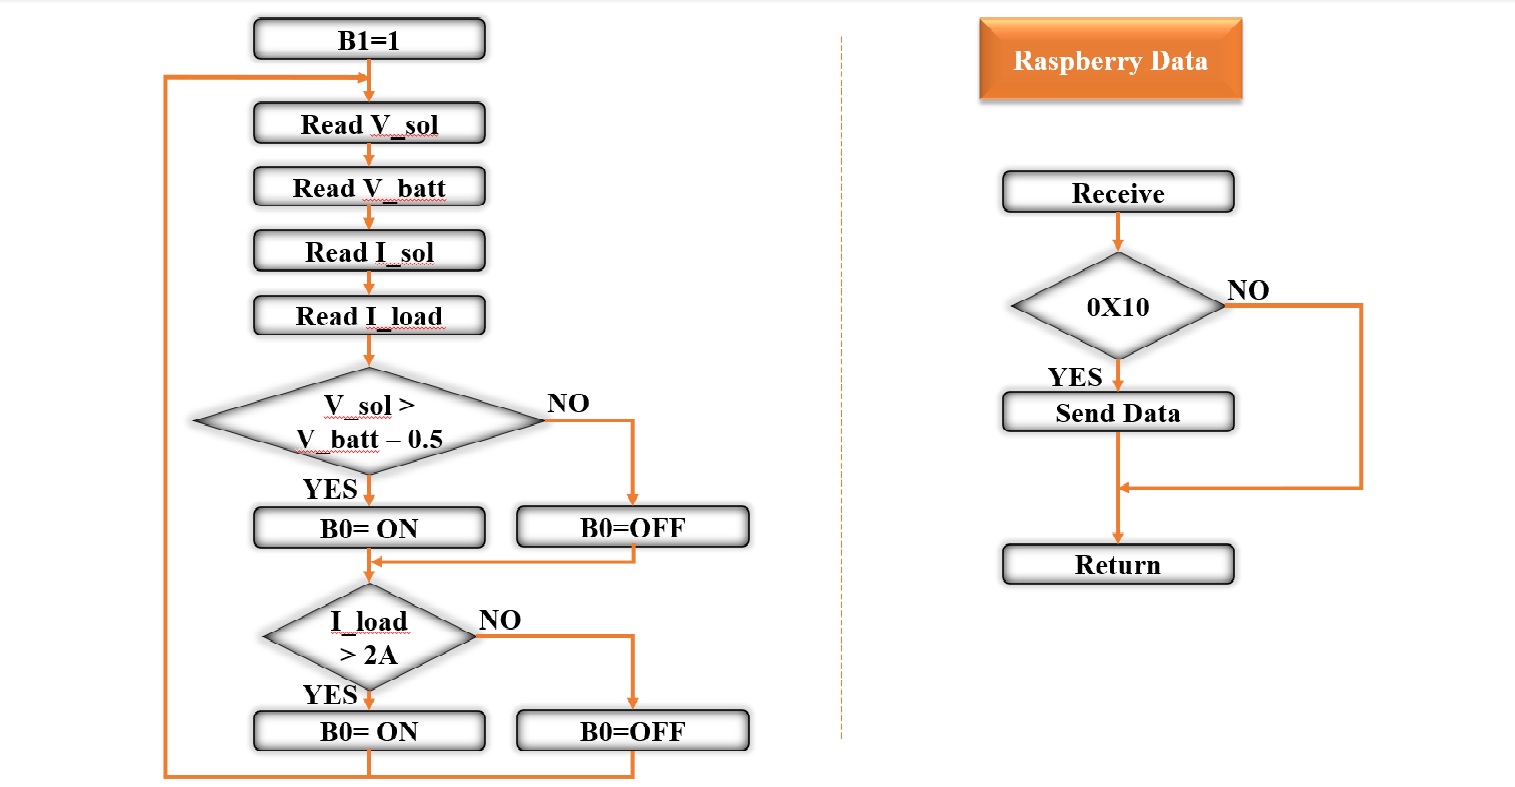 B1=1
Read V_sol
Read V_batt
Read I_sol
Read I_load
V_sol >
V_batt – 0.5
NO
YES
B0= ON
B0=OFF
I_load
> 2A
NO
YES
B0= ON
B0=OFF
Raspberry Data
Receive
0X10
NO
YES
Send Data
Return